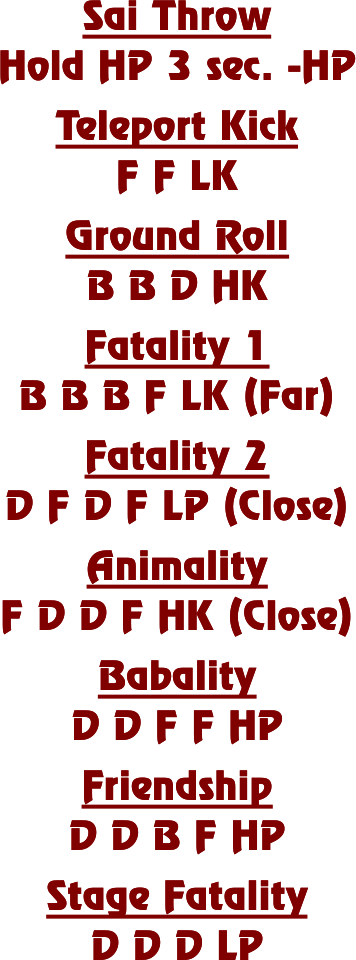 Sai Throw
Hold HP 3 sec. -HP
Teleport Kick
F F LK
Ground Roll
B B D HK
Fatality 1
B B B F LK (Far)
Fatality 2
D F D F LP (Close)
Animality
F D D F HK (Close)
Babality
D D F F HP
Friendship
D D B F HP
Stage Fatality
D D D LP